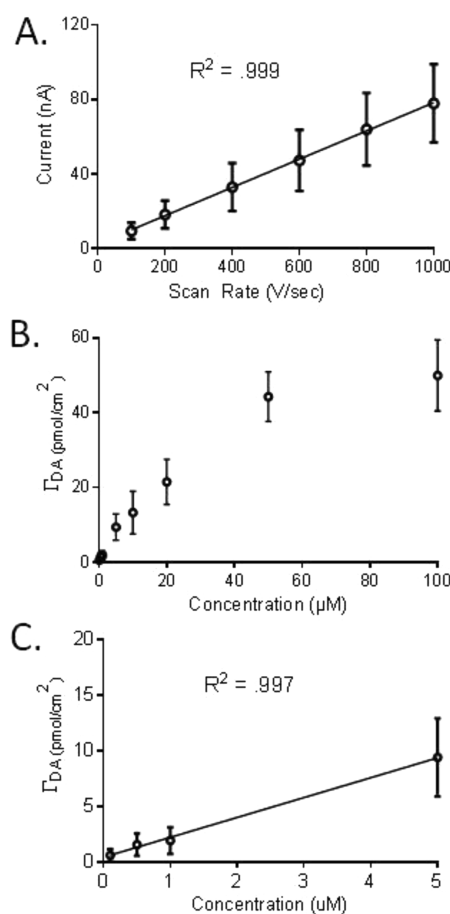 A.
120
80
40
0
Current (nA)
R² = .999
0 200 400 600 800 1000
Scan Rate (V/sec)
B.
60
40
20
0
Γ DA (pmol/cm²)
0 20 40 60 80 100
Concentration (µM)
C.
20
15
10
5
0
Γ DA (pmol/cm²)
R² = .997
0 1 2 3 4 5
Concentration (uM)